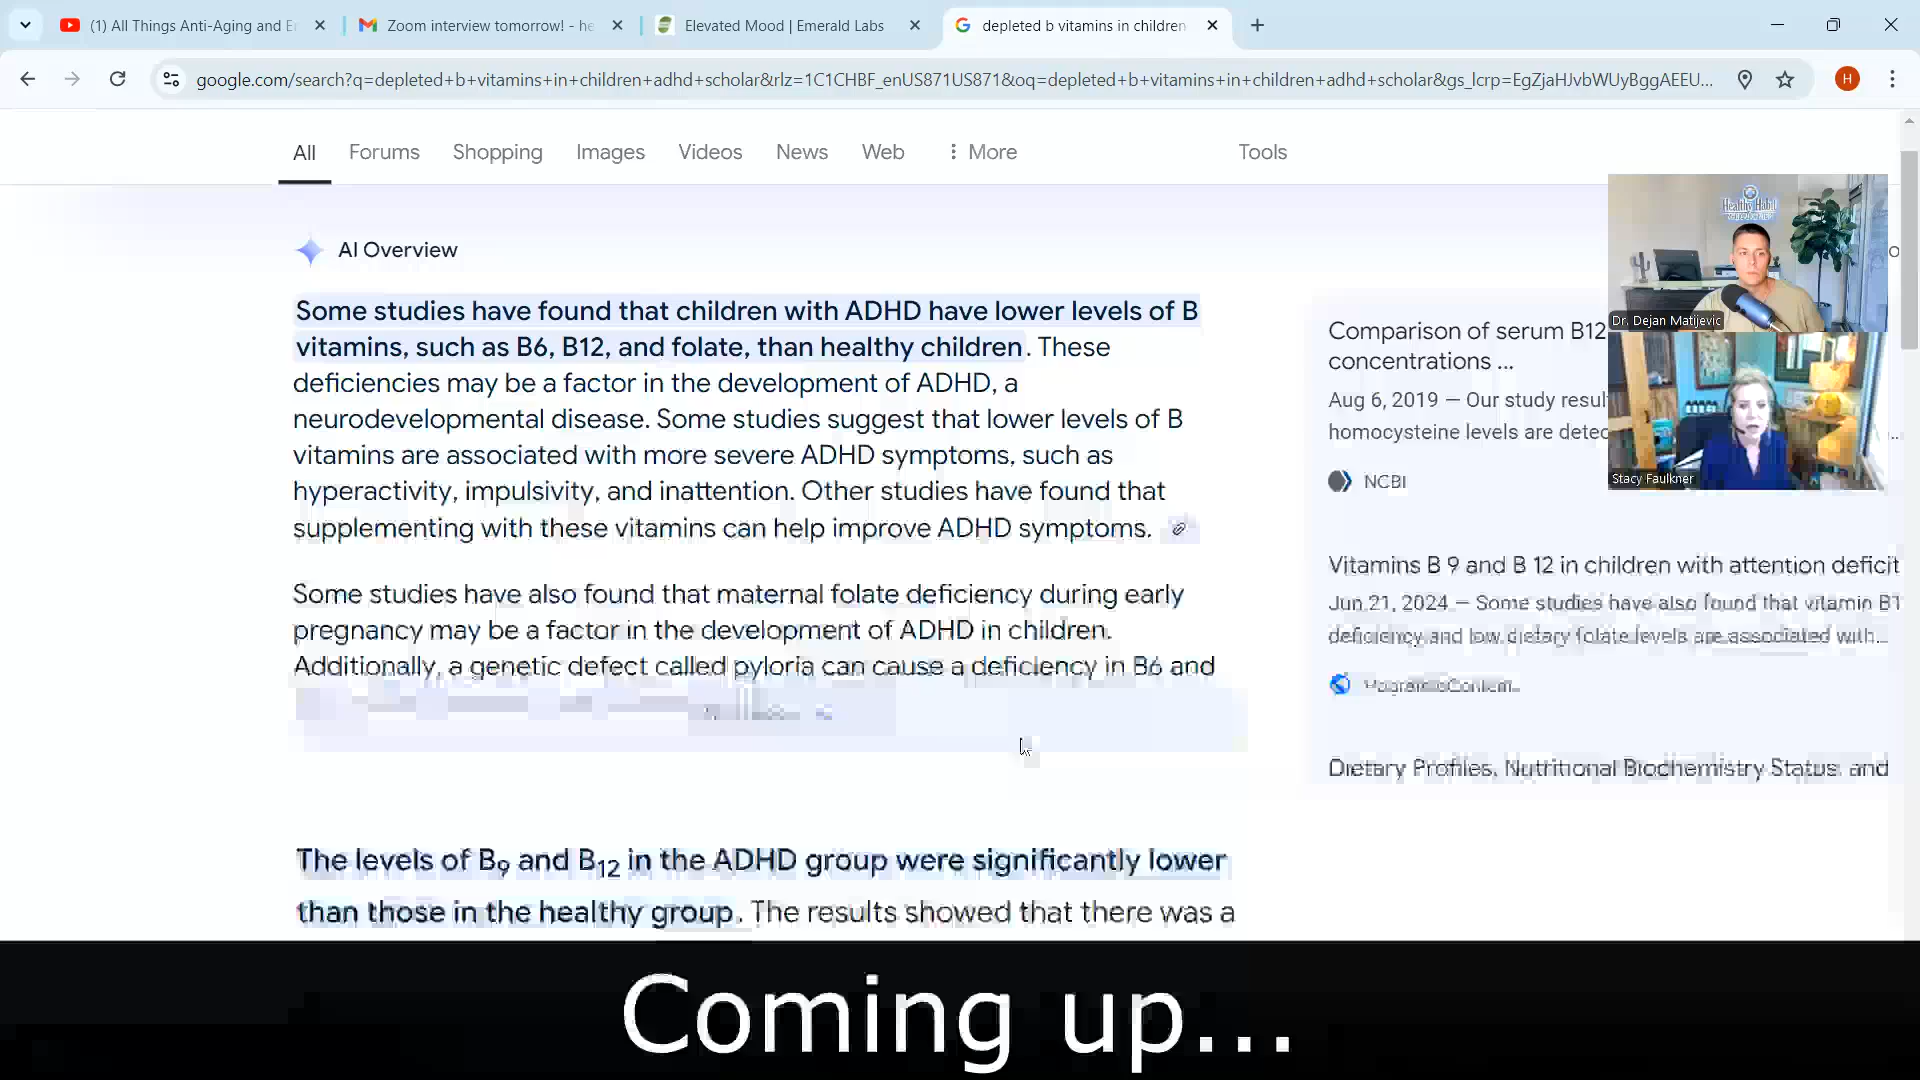 (1) All Things Anti-Aging and E
Zoom interview tomorrow! - he
Elevated Mood | Emerald Labs
depleted b vitamins in children
google.com/search?q=depleted+b+vitamins+in+children+adhd+scholar&rlz=1C1CHBF_enUS871US871&oq=depleted+b+vitamins+in+children+adhd+scholar&gs_lcrp=EgZjaHJvbWUyBggAEEU...
H
All
Forums
Shopping
Images
Videos
News
Web
More
Tools
AI Overview
Some studies have found that children with ADHD have lower levels of B
vitamins, such as B6, B12, and folate, than healthy children. These
deficiencies may be a factor in the development of ADHD, a
neurodevelopmental disease. Some studies suggest that lower levels of B
vitamins are associated with more severe ADHD symptoms, such as
hyperactivity, impulsivity, and inattention. Other studies have found that
supplementing with these vitamins can help improve ADHD symptoms.
Some studies have also found that maternal folate deficiency during early
pregnancy may be a factor in the development of ADHD in children.
Additionally, a genetic defect called pyloria can cause a deficiency in B6 and
The levels of B9 and B12 in the ADHD group were significantly lower
than those in the healthy group. The results showed that there was a
Comparison of serum B12
concentrations ...
Aug 6, 2019 — Our study resul
homocysteine levels are detec
NCBI
Vitamins B 9 and B 12 in children with attention deficit
Jun 21, 2024 — Some studies have also found that vitamin B1
deficiency and low dietary folate levels are associated with...
Dietary Profiles, Nutritional Biochemistry Status, and
Healthy Habit
Dr. Dejan Matijevic
Stacy Faulkner
Coming up...